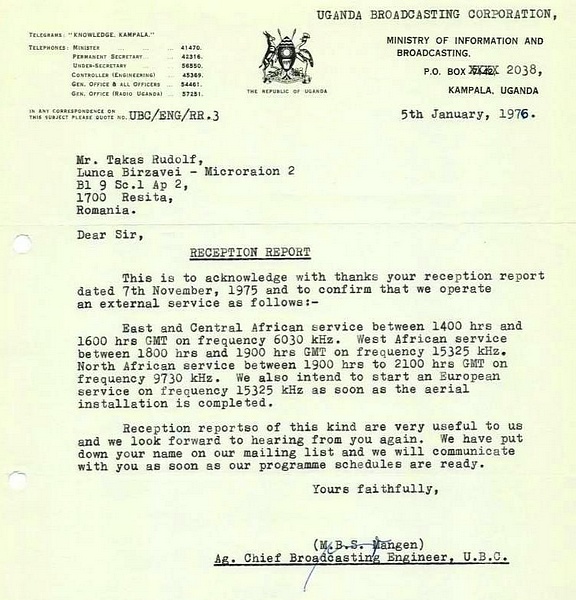 UGANDA BROADCASTING CORPORATION,
TELEGRAMS: "KNOWLEDGE, KAMPALA."
TELEPHONES: MINISTER ... ... 41470.
PERMANENT SECRETARY... ... 42316.
UNDER-SECRETARY ... ... 56550.
CONTROLLER (ENGINEERING) ... 45369.
GEN. OFFICE & ALL OFFICERS ... 54461.
GEN. OFFICE (RADIO UGANDA) ... 57251.
IN ANY CORRESPONDENCE ON
THIS SUBJECT PLEASE QUOTE NO. UBC/ENG/RR.3
THE REPUBLIC OF UGANDA
MINISTRY OF INFORMATION AND
BROADCASTING.
P.O. BOX 2038,
KAMPALA, UGANDA
5th January, 1976.
Mr. Takas Rudolf,
Lunca Birzavei - Microraion 2
Bl 9 Sc.1 Ap 2,
1700 Resita,
Romania.
Dear Sir,
RECEPTION REPORT
This is to acknowledge with thanks your reception report
dated 7th November, 1975 and to confirm that we operate
an external service as follows:-
East and Central African service between 1400 hrs and
1600 hrs GMT on frequency 6030 kHz. West African service
between 1800 hrs and 1900 hrs GMT on frequency 15325 kHz.
North African service between 1900 hrs to 2100 hrs GMT on
frequency 9730 kHz. We also intend to start an European
service on frequency 15325 kHz as soon as the aerial
installation is completed.
Reception reportso of this kind are very useful to us
and we look forward to hearing from you again. We have put
down your name on our mailing list and we will communicate
with you as soon as our programme schedules are ready.
Yours faithfully,
(M.B.S. Mangen)
Ag. Chief Broadcasting Engineer, U.B.C.